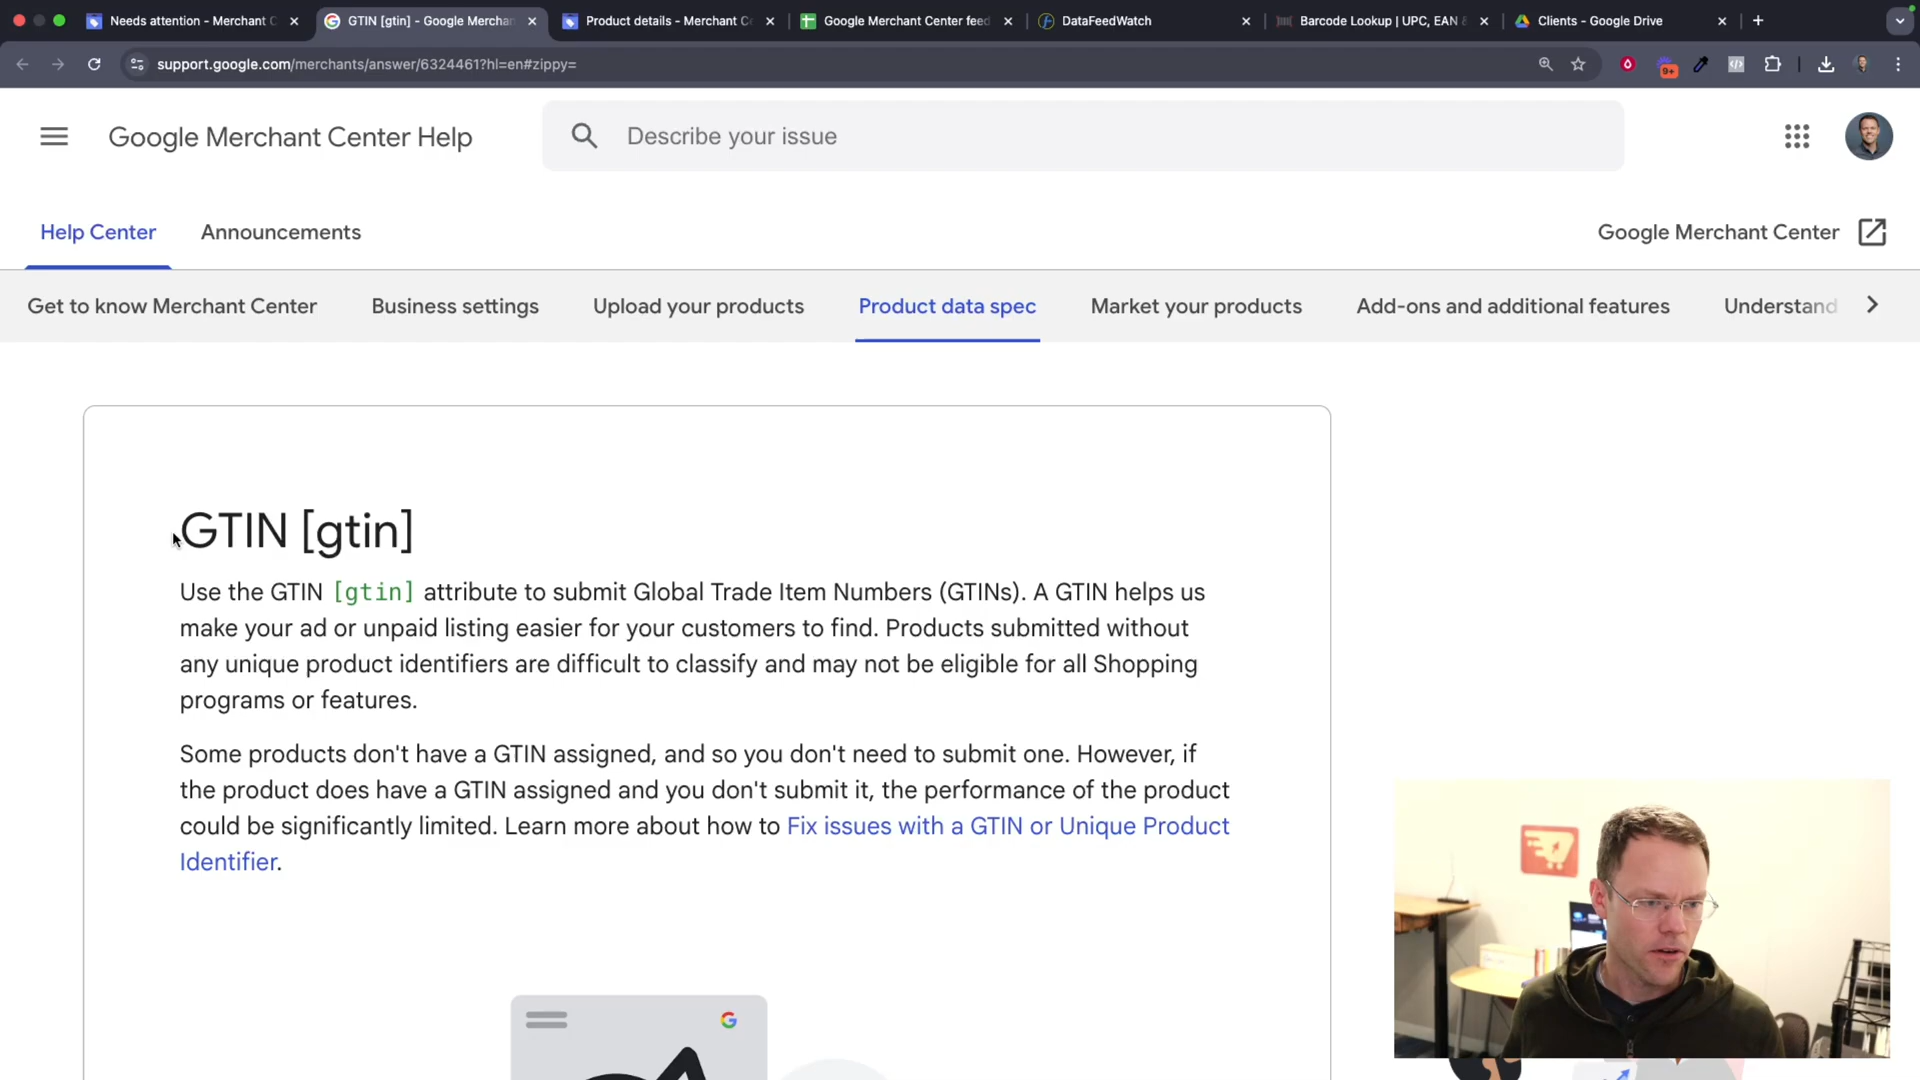 Needs attention - Merchant C
GTIN [gtin] - Google Merchan
Product details - Merchant Ce
Google Merchant Center feed
DataFeedWatch
Barcode Lookup | UPC, EAN &
Clients - Google Drive
support.google.com/merchants/answer/6324461?hl=en#zippy=
9+
Google Merchant Center Help
Describe your issue
Help Center
Announcements
Google Merchant Center
Get to know Merchant Center
Business settings
Upload your products
Product data spec
Market your products
Add-ons and additional features
Understand
GTIN [gtin]
Use the GTIN [gtin] attribute to submit Global Trade Item Numbers (GTINs). A GTIN helps us
make your ad or unpaid listing easier for your customers to find. Products submitted without
any unique product identifiers are difficult to classify and may not be eligible for all Shopping
programs or features.
Some products don't have a GTIN assigned, and so you don't need to submit one. However, if
the product does have a GTIN assigned and you don't submit it, the performance of the product
could be significantly limited. Learn more about how to Fix issues with a GTIN or Unique Product
Identifier.